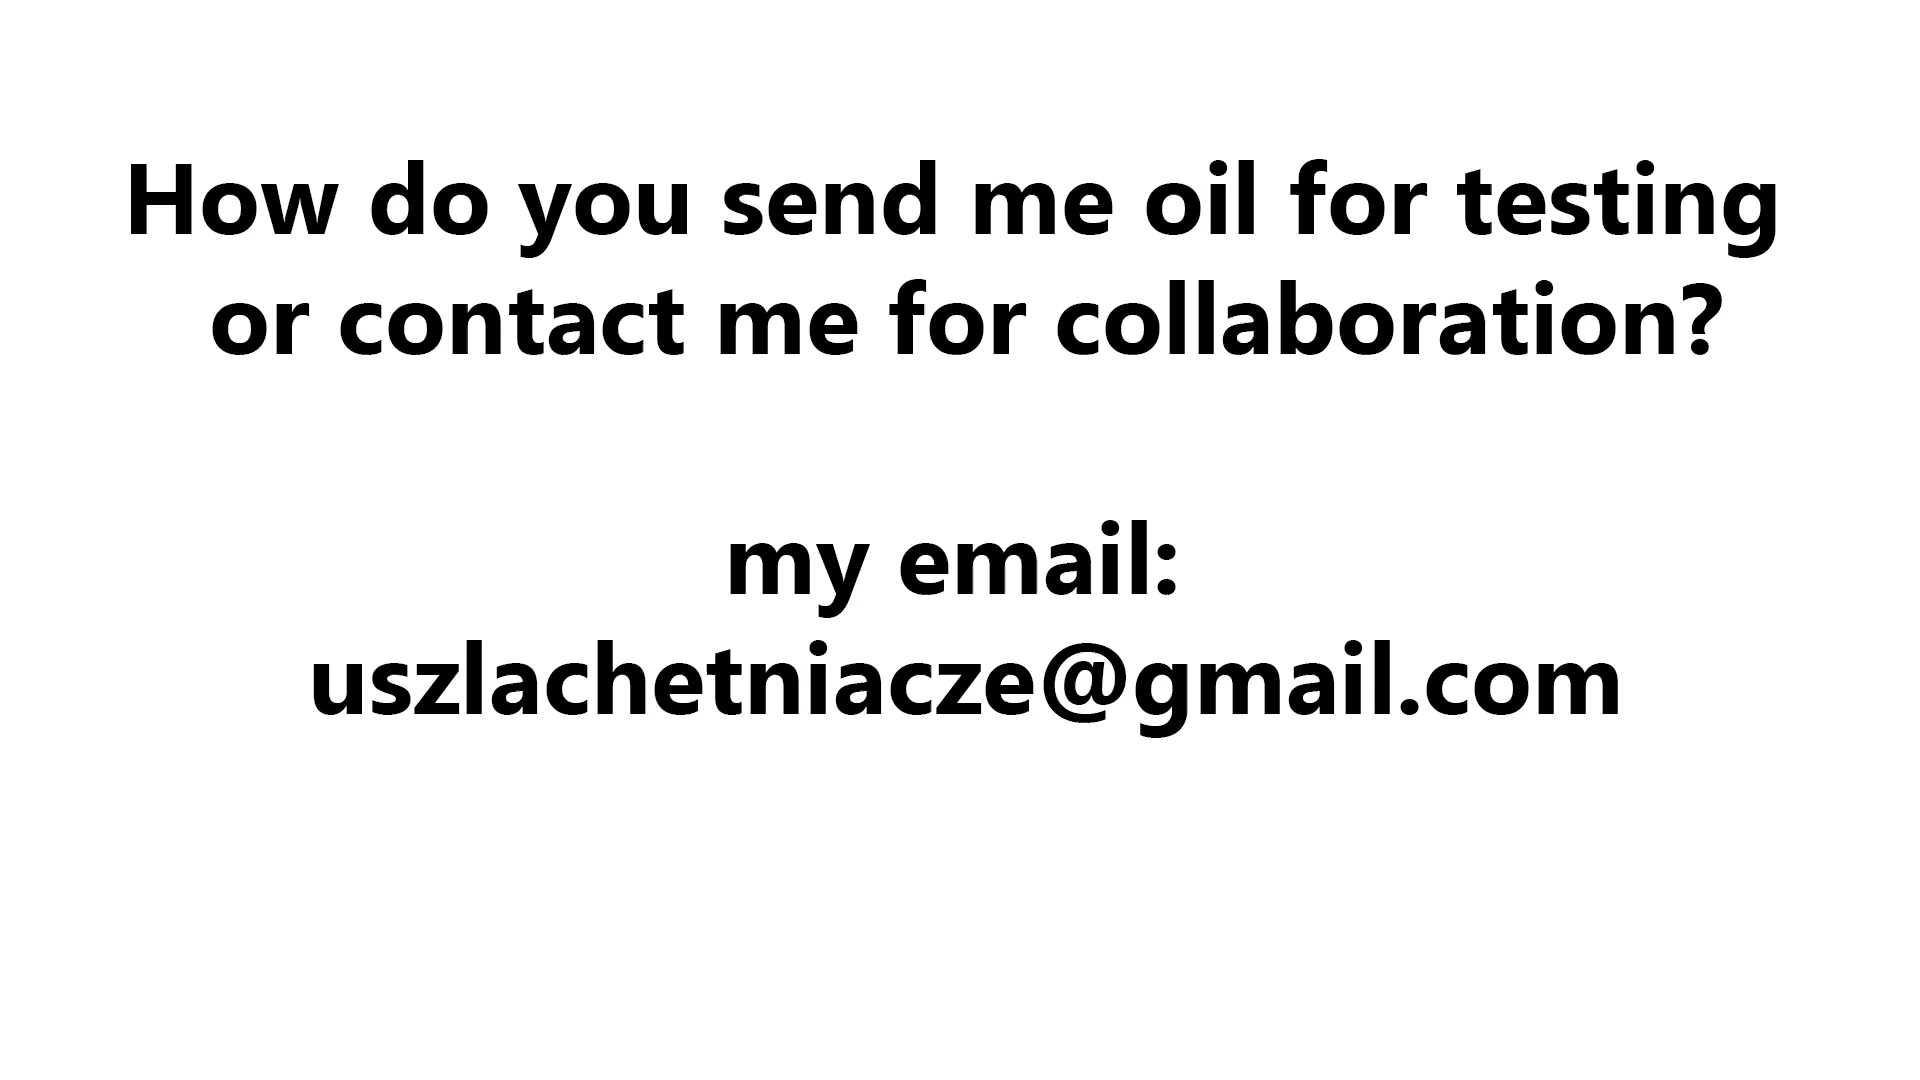 How do you send me oil for testing
or contact me for collaboration?
my email:
uszlachetniacze@gmail.com